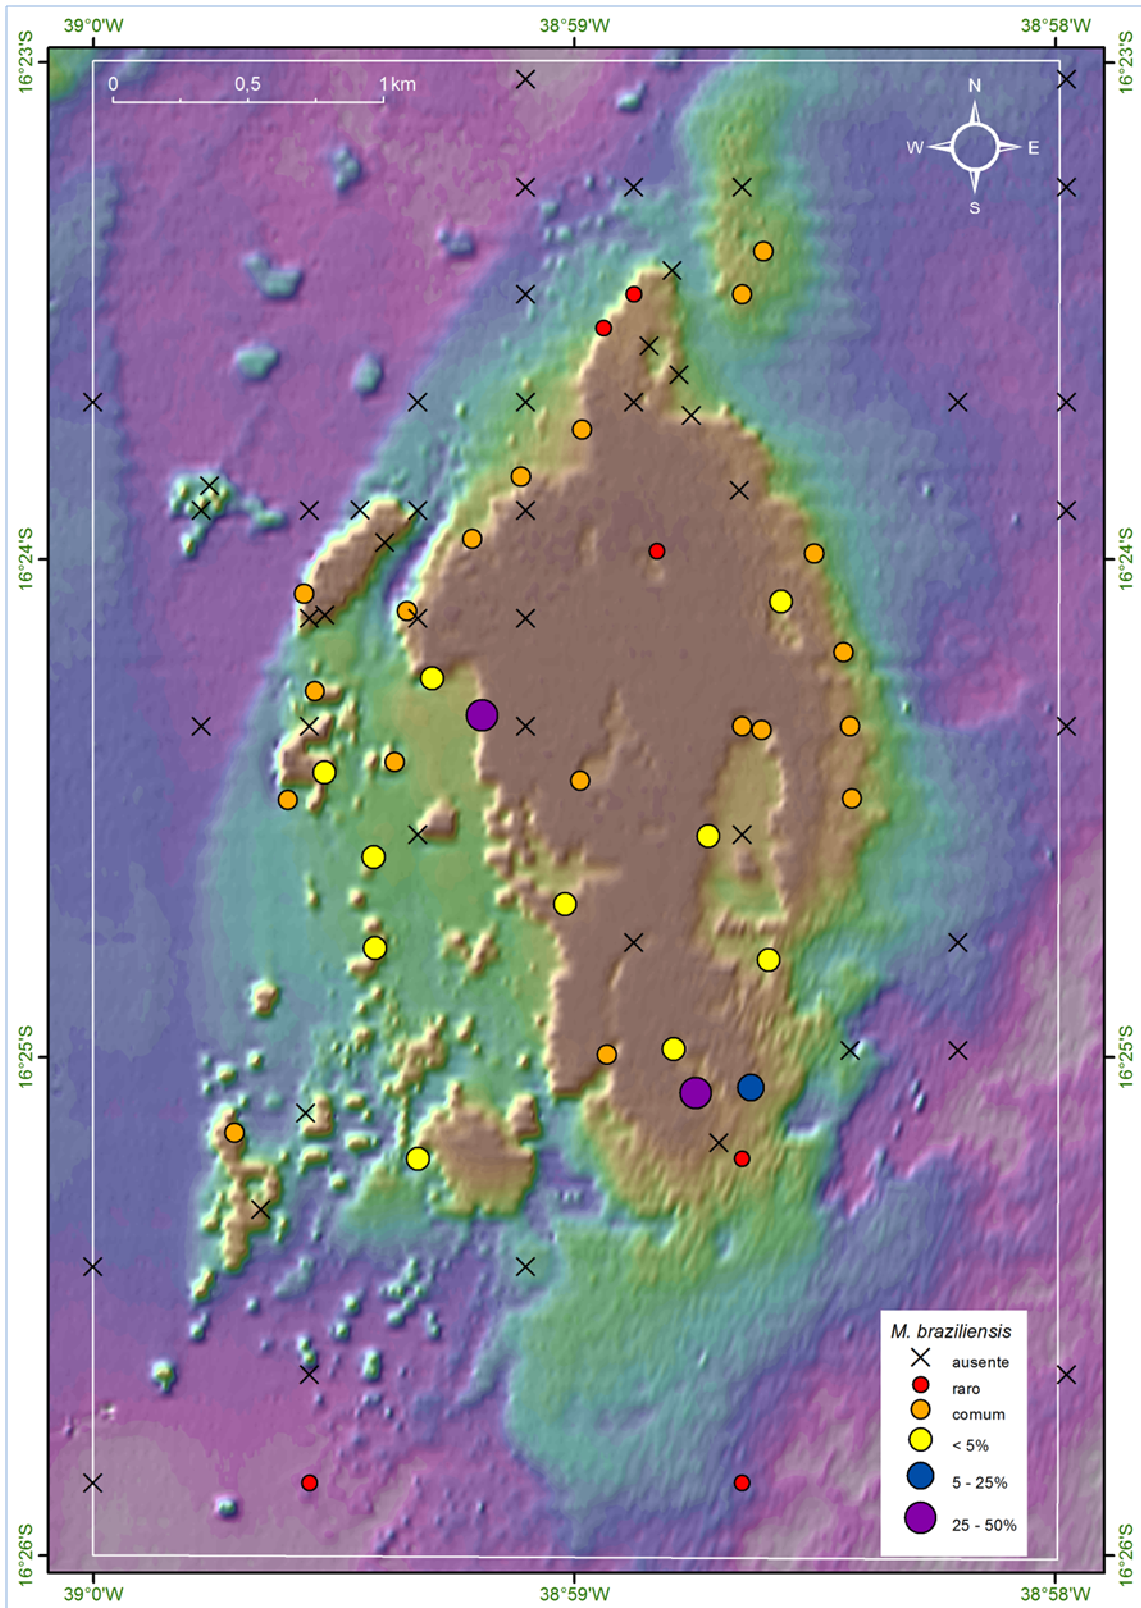 39°0'W 38°59'W 38°58'W
16°23'S 16°23'S
0 0,5 1km
N
W E
S
16°24'S 16°24'S
16°25'S 16°25'S
M. braziliensis
ausente
raro
comum
< 5%
5 - 25%
25 - 50%
16°26'S 16°26'S
39°0'W 38°59'W 38°58'W